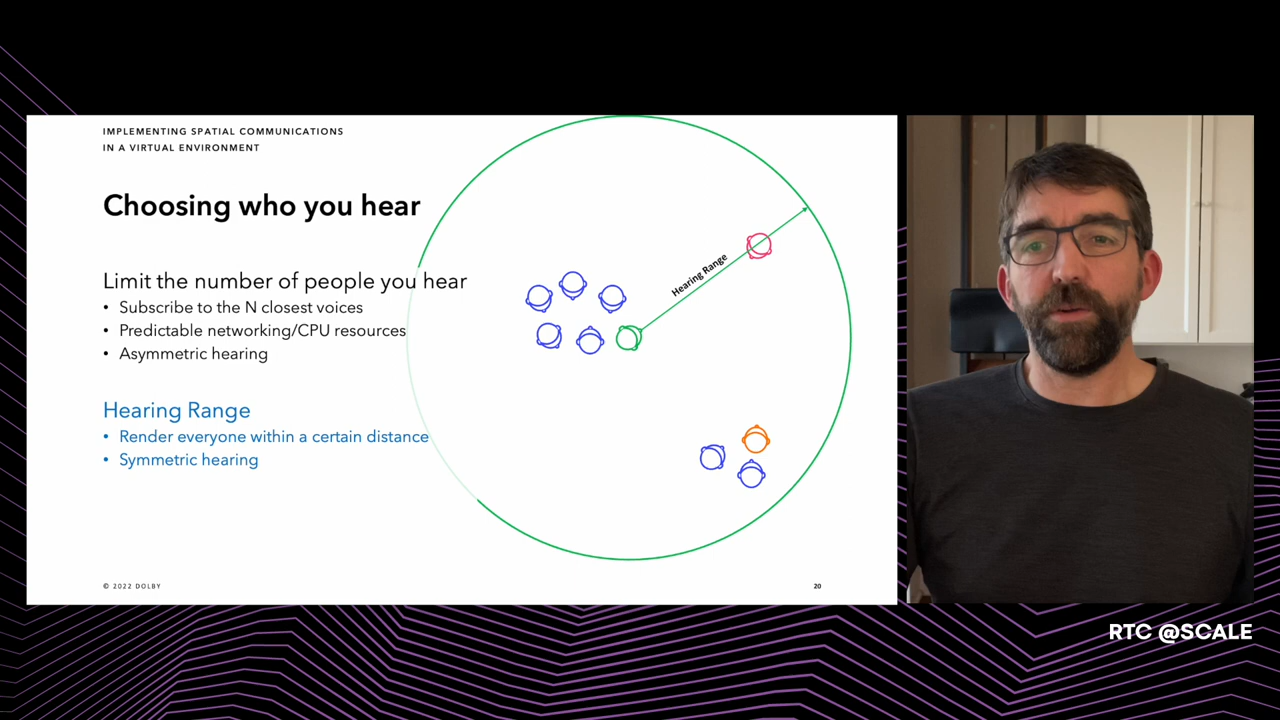 IMPLEMENTING SPATIAL COMMUNICATIONS
IN A VIRTUAL ENVIRONMENT
Choosing who you hear
Limit the number of people you hear
• Subscribe to the N closest voices
• Predictable networking/CPU resources
• Asymmetric hearing
Hearing Range
• Render everyone within a certain distance
• Symmetric hearing
Hearing Range
© 2022 DOLBY
20
RTC @SCALE